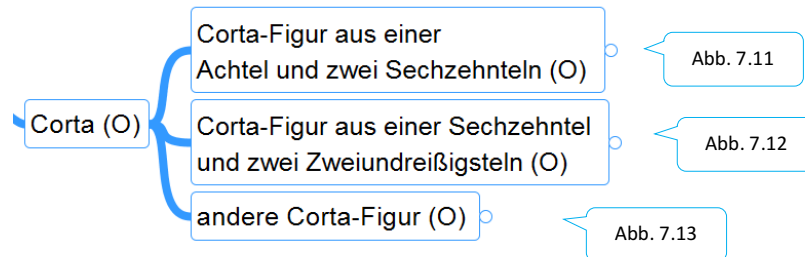 Corta-Figur aus einer
Achtel und zwei Sechzehnteln (O)
Abb. 7.11
Corta (O)
Corta-Figur aus einer Sechzehntel
und zwei Zweiundreißigsteln (O)
Abb. 7.12
andere Corta-Figur (O)
Abb. 7.13